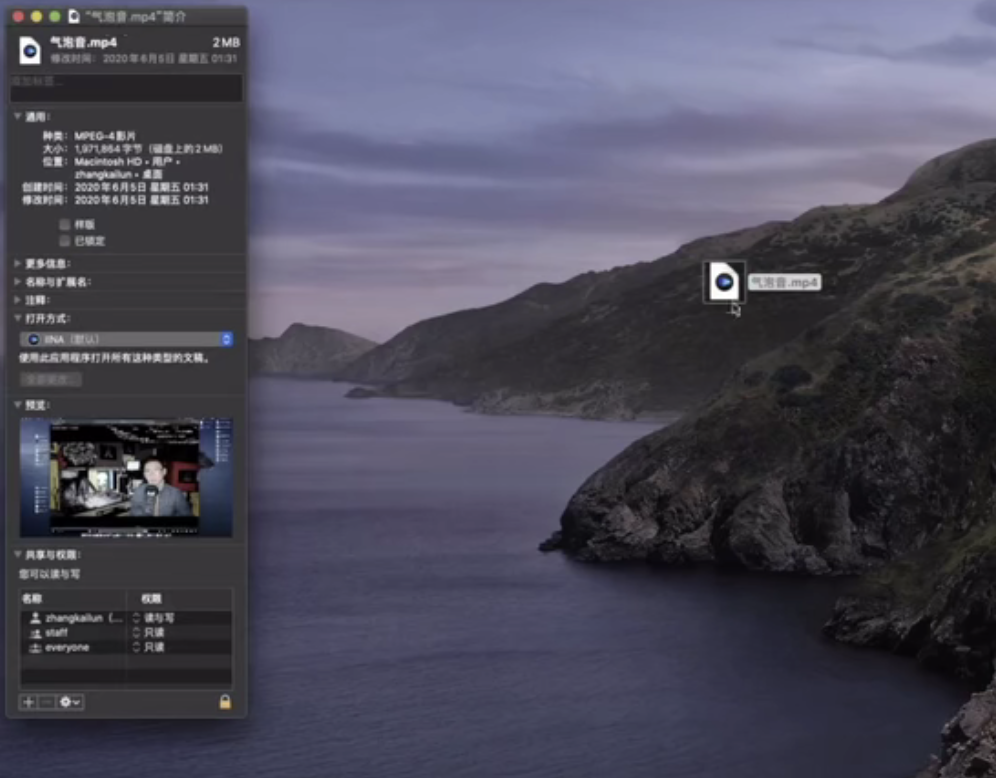 "气泡音.mp4"简介
气泡音.mp4 2 MB
修改时间: 2020年6月5日 星期五 01:31
添加标签...
通用:
种类: MPEG-4影片
大小: 1,971,864字节（磁盘上的2 MB）
位置: Macintosh HD • 用户 •
zhangkailun • 桌面
创建时间: 2020年6月5日 星期五 01:31
修改时间: 2020年6月5日 星期五 01:31
样版
已锁定
更多信息:
名称与扩展名:
注释:
打开方式:
IINA（默认）
使用此应用程序打开所有这种类型的文稿。
全部更改...
预览:
共享与权限:
您可以读与写
名称 权限
zhangkailun (... 读与写
staff 只读
everyone 只读
气泡音.mp4